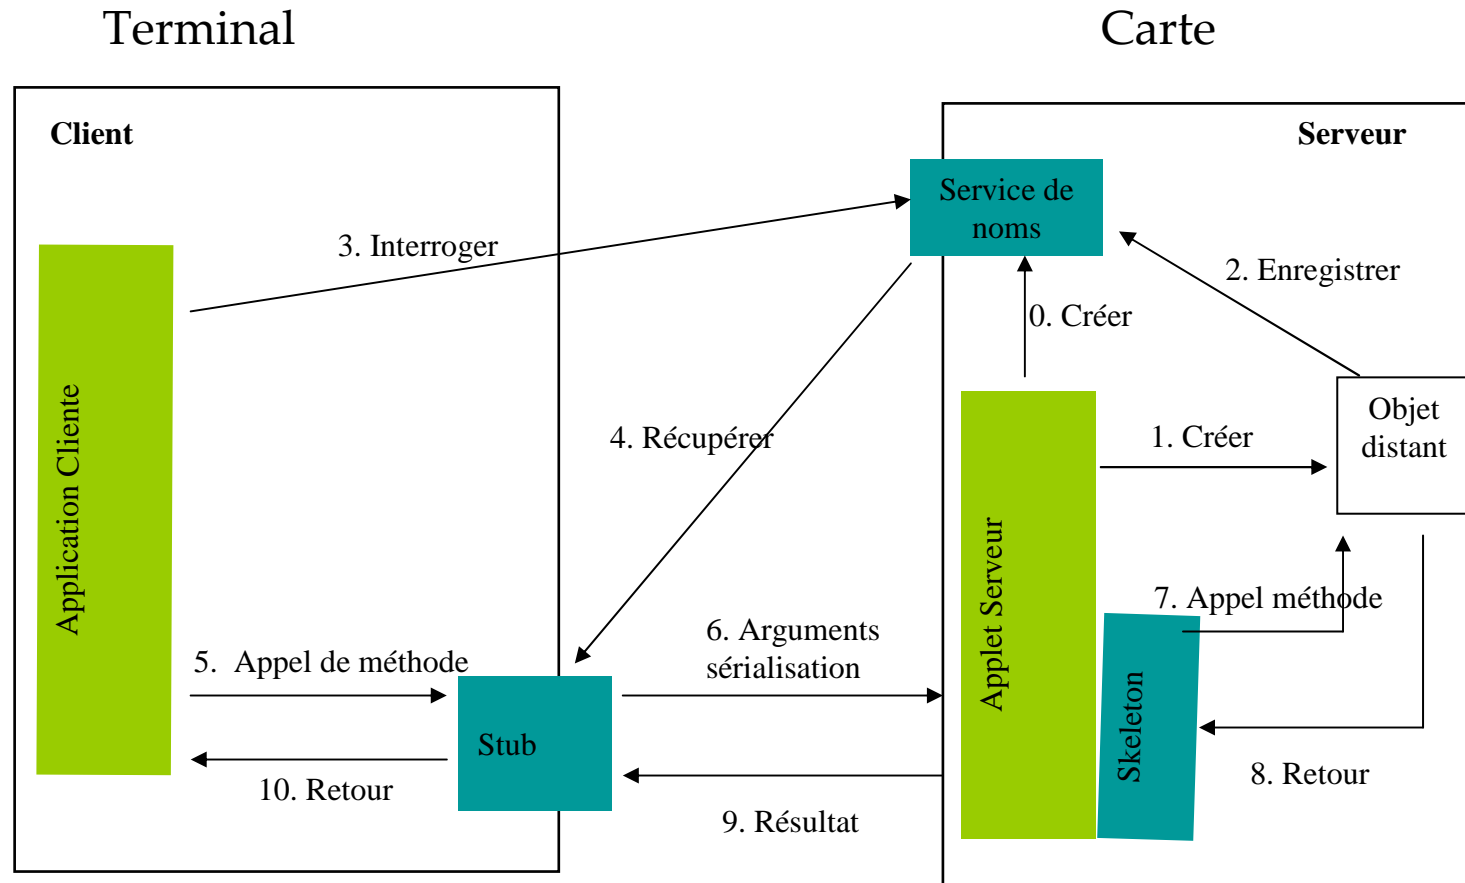 Terminal
Carte
Client
Serveur
Service de
noms
3. Interroger
2. Enregistrer
0. Créer
Application Cliente
4. Récupérer
1. Créer
Objet
distant
Applet Serveur
7. Appel méthode
5. Appel de méthode
6. Arguments
sérialisation
Stub
Skeleton
10. Retour
9. Résultat
8. Retour